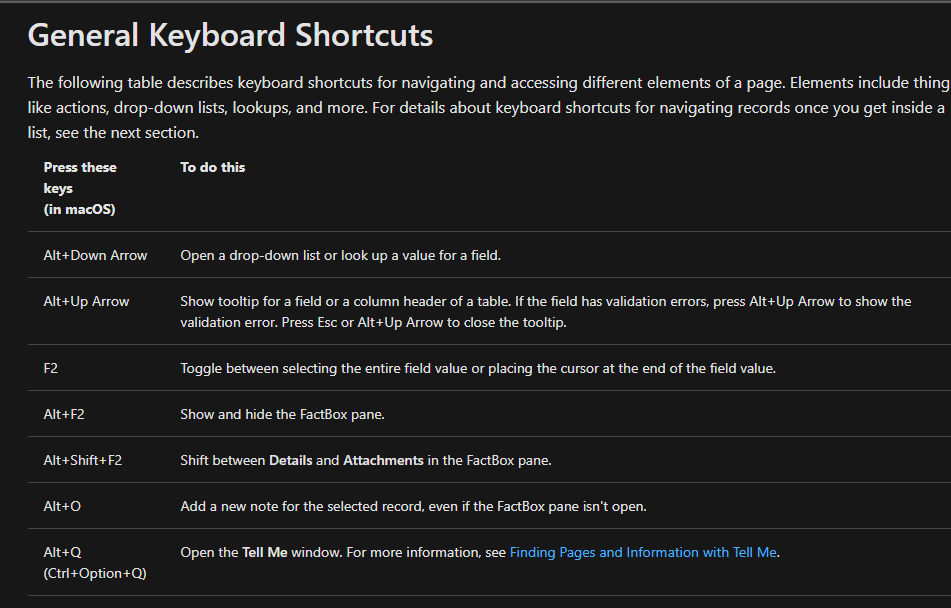 General Keyboard Shortcuts
The following table describes keyboard shortcuts for navigating and accessing different elements of a page. Elements include thing
like actions, drop-down lists, lookups, and more. For details about keyboard shortcuts for navigating records once you get inside a
list, see the next section.
Press these
keys
(in macOS)
To do this
Alt+Down Arrow
Open a drop-down list or look up a value for a field.
Alt+Up Arrow
Show tooltip for a field or a column header of a table. If the field has validation errors, press Alt+Up Arrow to show the
validation error. Press Esc or Alt+Up Arrow to close the tooltip.
F2
Toggle between selecting the entire field value or placing the cursor at the end of the field value.
Alt+F2
Show and hide the FactBox pane.
Alt+Shift+F2
Shift between Details and Attachments in the FactBox pane.
Alt+O
Add a new note for the selected record, even if the FactBox pane isn't open.
Alt+Q
(Ctrl+Option+Q)
Open the Tell Me window. For more information, see Finding Pages and Information with Tell Me.